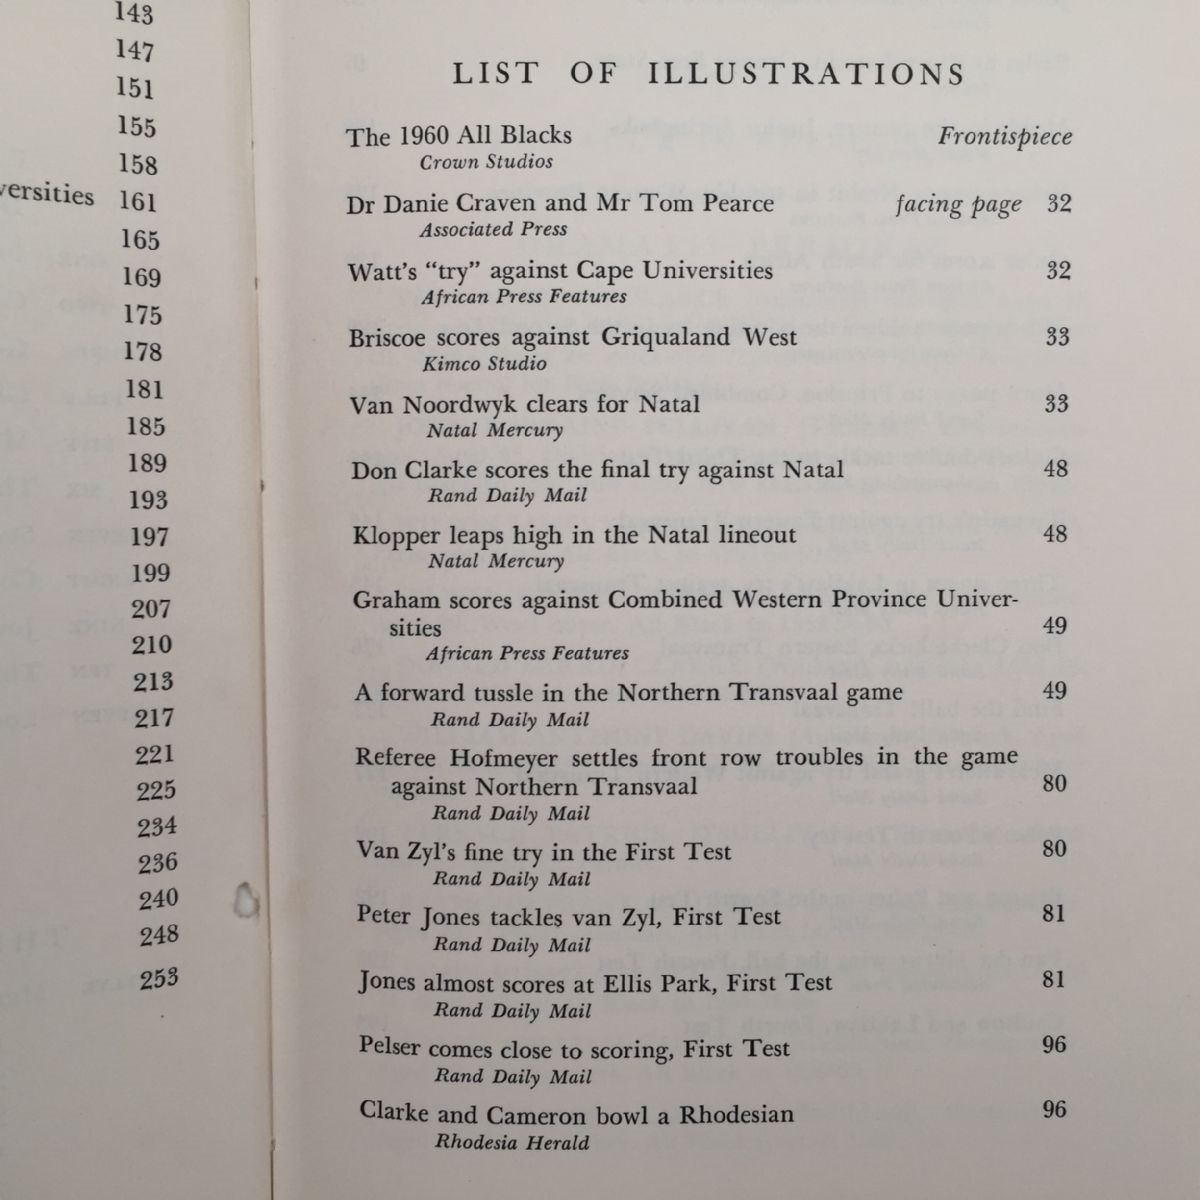 143
147
151
155
158
versities 161
165
169
175
178
181
185
189
193
197
199
207
210
213
217
221
225
234
236
240
248
253
LIST OF ILLUSTRATIONS
The 1960 All Blacks Frontispiece
Crown Studios
Dr Danie Craven and Mr Tom Pearce facing page 32
Associated Press
Watt's "try" against Cape Universities 32
African Press Features
Briscoe scores against Griqualand West 33
Kimco Studio
Van Noordwyk clears for Natal 33
Natal Mercury
Don Clarke scores the final try against Natal 48
Rand Daily Mail
Klopper leaps high in the Natal lineout 48
Natal Mercury
Graham scores against Combined Western Province Univer-
sities 49
African Press Features
A forward tussle in the Northern Transvaal game 49
Rand Daily Mail
Referee Hofmeyer settles front row troubles in the game
against Northern Transvaal 80
Rand Daily Mail
Van Zyl's fine try in the First Test 80
Rand Daily Mail
Peter Jones tackles van Zyl, First Test 81
Rand Daily Mail
Jones almost scores at Ellis Park, First Test 81
Rand Daily Mail
Pelser comes close to scoring, First Test 96
Rand Daily Mail
Clarke and Cameron bowl a Rhodesian 96
Rhodesia Herald